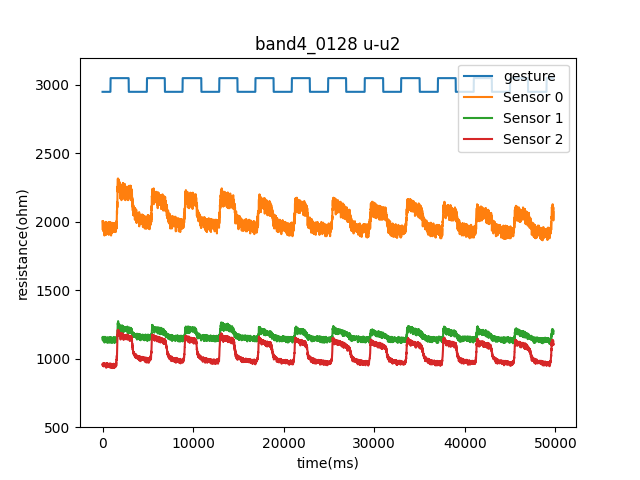 band4_0128 u-u2
gesture
Sensor 0
Sensor 1
Sensor 2
resistance(ohm)
3000
2500
2000
1500
1000
500
0 10000 20000 30000 40000 50000
time(ms)